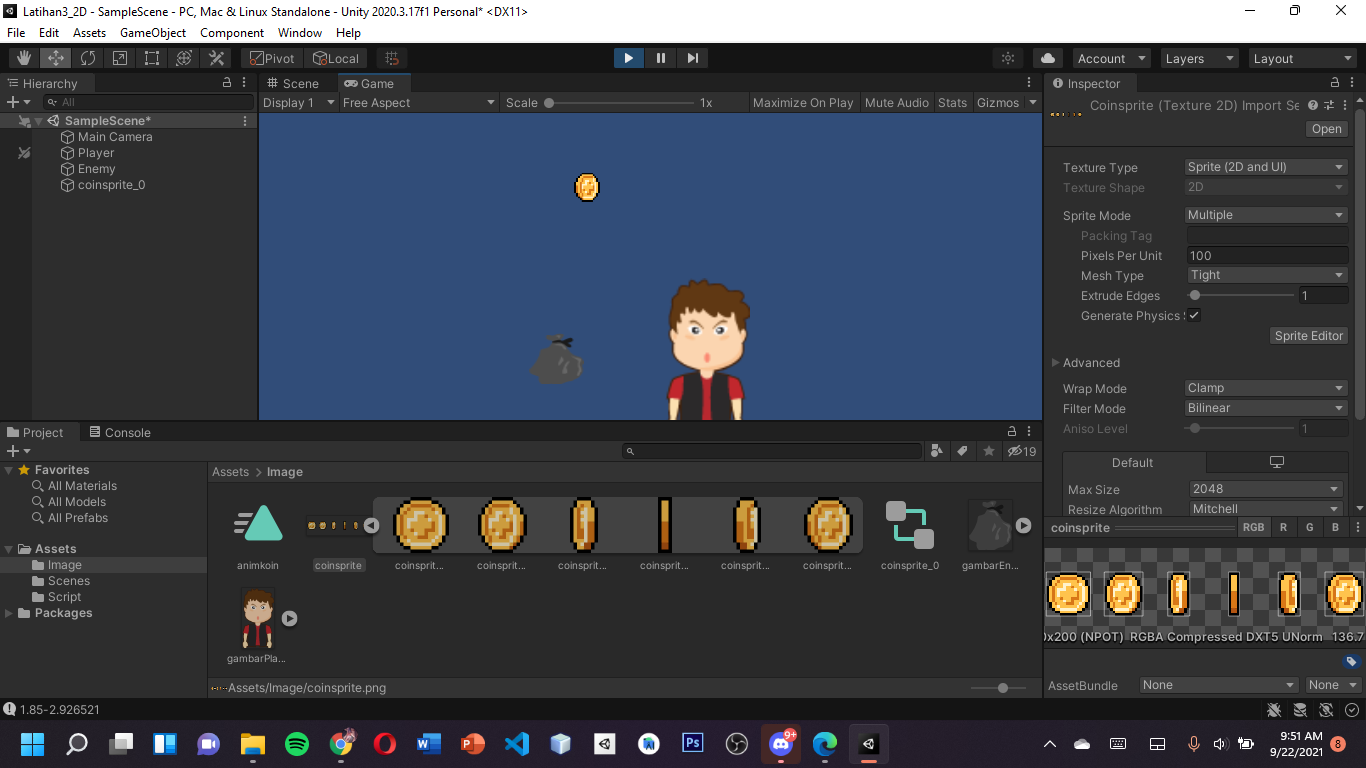 Latihan3_2D - SampleScene - PC, Mac & Linux Standalone - Unity 2020.3.17f1 Personal* <DX11>
File Edit Assets GameObject Component Window Help
Pivot Local Account Layers Layout
Hierarchy
All
SampleScene*
Main Camera
Player
Enemy
coinsprite_0
Scene Game
Display 1 Free Aspect Scale 1x Maximize On Play Mute Audio Stats Gizmos
Inspector
Coinsprite (Texture 2D) Import Se
Open
Texture Type Sprite (2D and UI)
Texture Shape 2D
Sprite Mode Multiple
Packing Tag
Pixels Per Unit 100
Mesh Type Tight
Extrude Edges 1
Generate Physics S
Sprite Editor
Advanced
Wrap Mode Clamp
Filter Mode Bilinear
Aniso Level 1
Default
Max Size 2048
Resize Algorithm Mitchell
coinsprite RGB R G B
0x200 (NPOT) RGBA Compressed DXT5 UNorm 136.7
AssetBundle None None
Project Console
19
Favorites
All Materials
All Models
All Prefabs
Assets
Image
Scenes
Script
Packages
Assets > Image
animkoin coinsprite coinsprit... coinsprit... coinsprit... coinsprit... coinsprit... coinsprit... coinsprite_0 gambarEn...
gambarPla...
Assets/Image/coinsprite.png
1.85-2.926521
9+
9:51 AM
9/22/2021
8